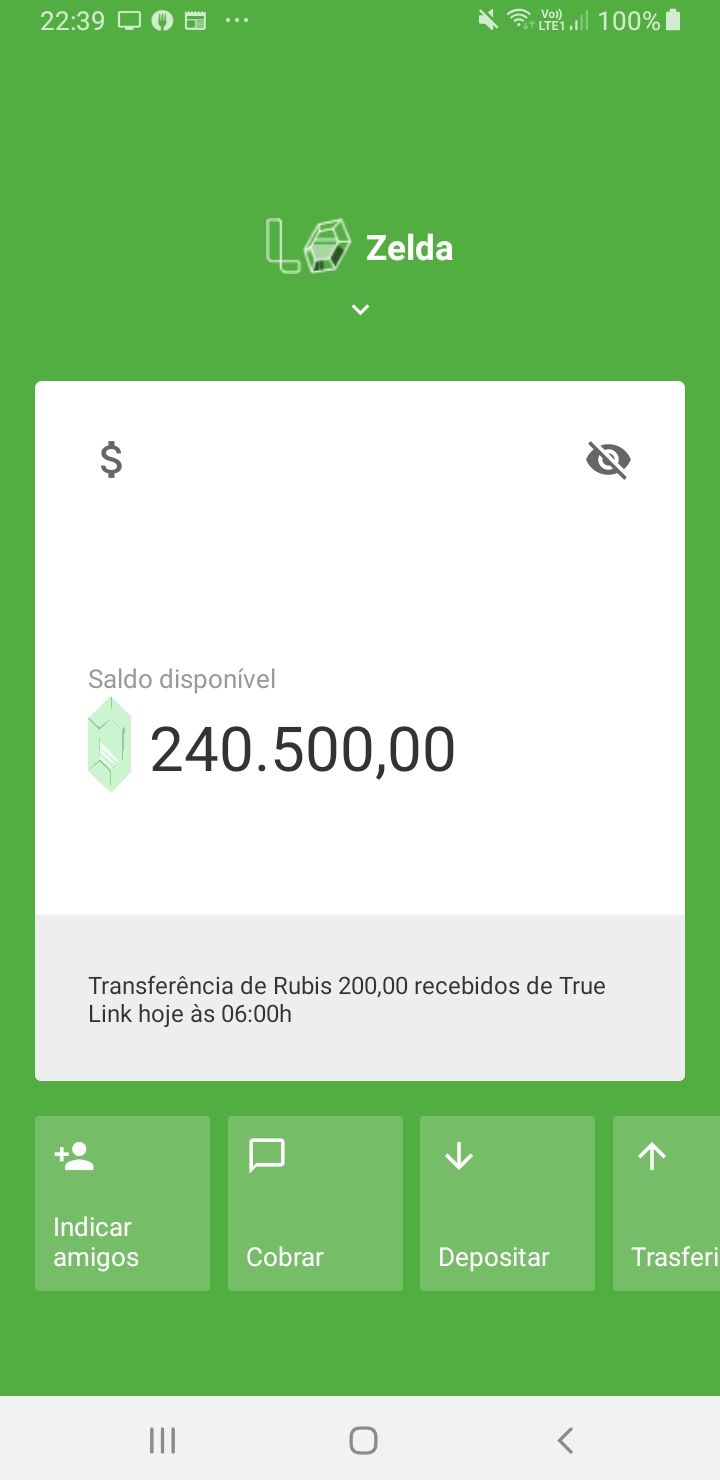 22:39 Vo)) LTE1 100%
Zelda
$
Saldo disponível
240.500,00
Transferência de Rubis 200,00 recebidos de True
Link hoje às 06:00h
Indicar
amigos
Cobrar
Depositar
Trasferi